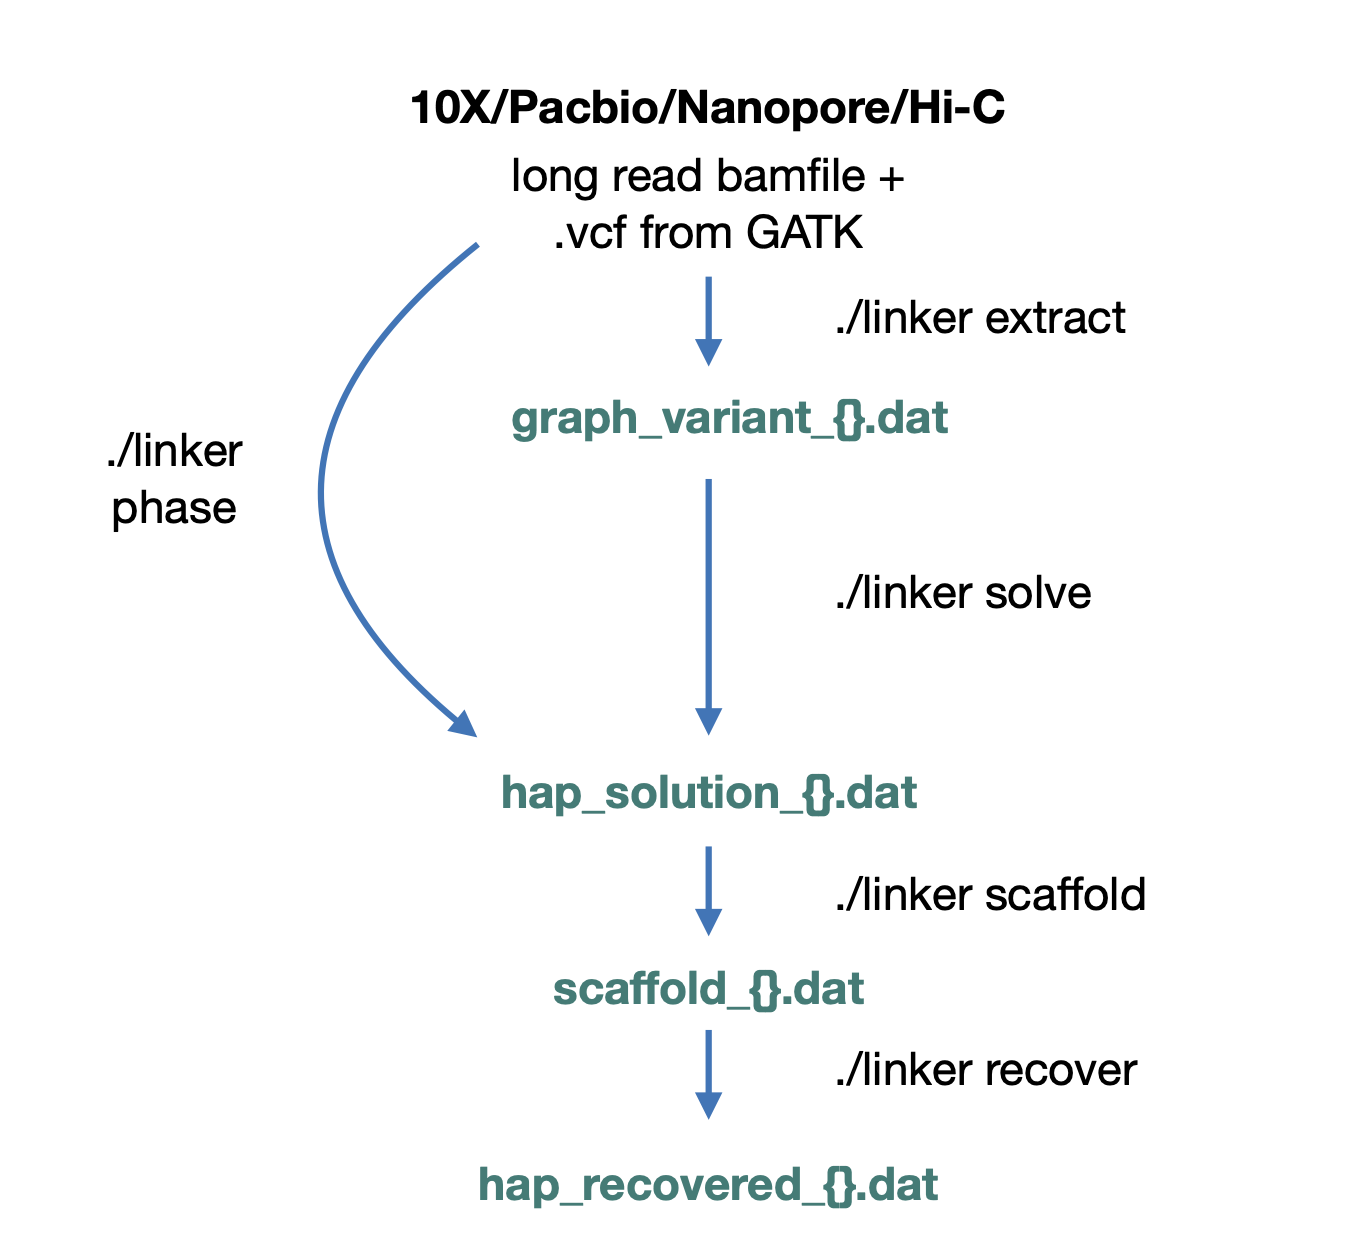 10X/Pacbio/Nanopore/Hi-C
long read bamfile +
.vcf from GATK
./linker extract
graph_variant_{}.dat
./linker
phase
./linker solve
hap_solution_{}.dat
./linker scaffold
scaffold_{}.dat
./linker recover
hap_recovered_{}.dat